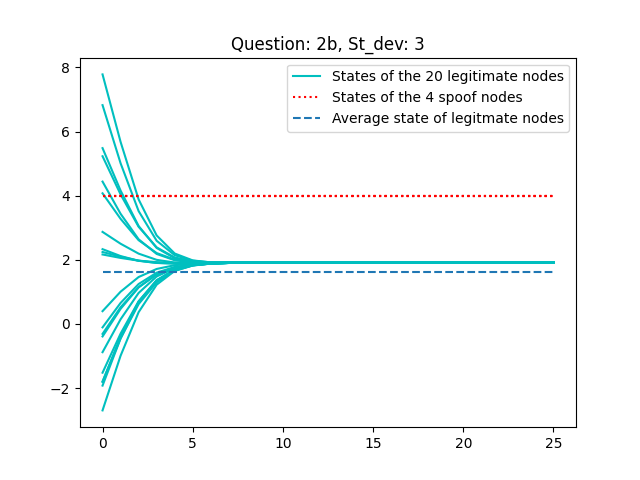 Question: 2b, St_dev: 3
States of the 20 legitimate nodes
States of the 4 spoof nodes
Average state of legitmate nodes
8
6
4
2
0
−2
0 5 10 15 20 25